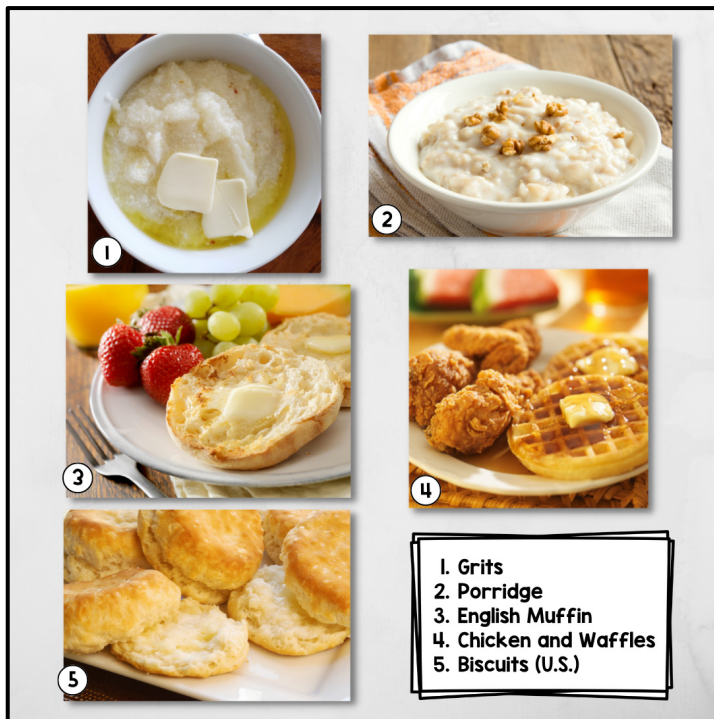 1
2
3
4
5
1. Grits
2. Porridge
3. English Muffin
4. Chicken and Waffles
5. Biscuits (U.S.)